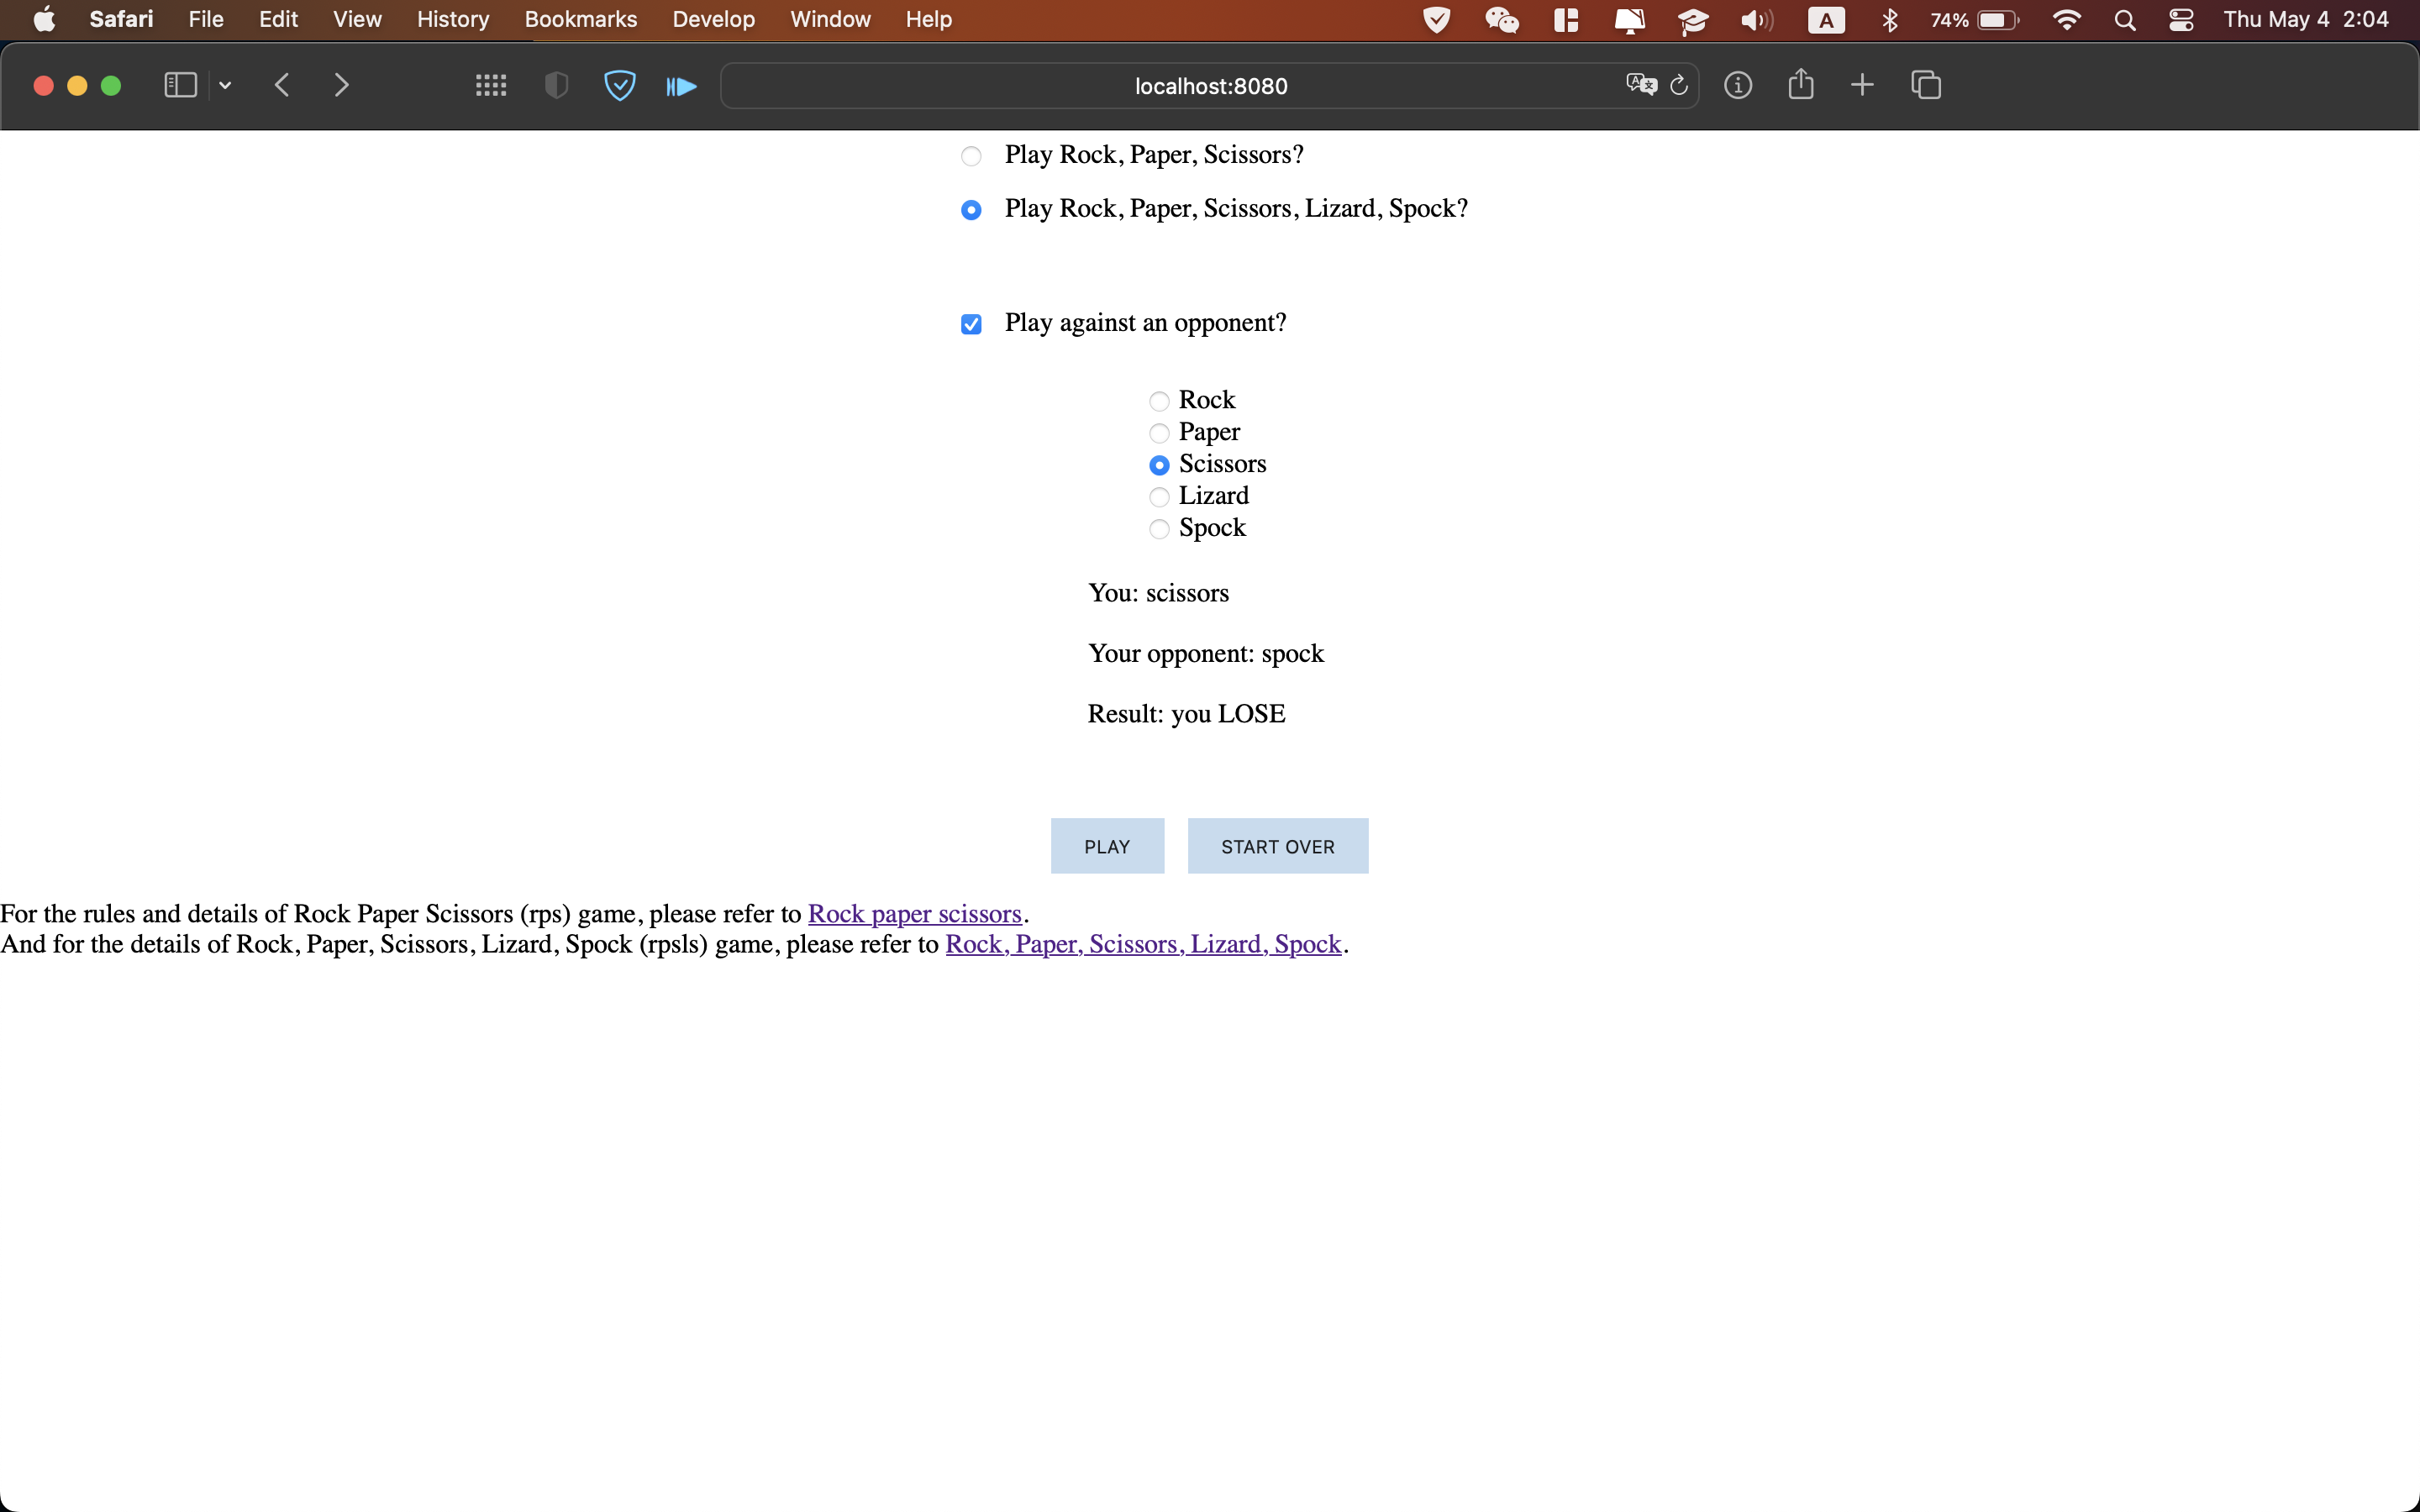 Safari File Edit View History Bookmarks Develop Window Help A 74% Thu May 4 2:04
localhost:8080
Play Rock, Paper, Scissors?
Play Rock, Paper, Scissors, Lizard, Spock?
Play against an opponent?
Rock
Paper
Scissors
Lizard
Spock
You: scissors
Your opponent: spock
Result: you LOSE
PLAY START OVER
For the rules and details of Rock Paper Scissors (rps) game, please refer to Rock paper scissors.
And for the details of Rock, Paper, Scissors, Lizard, Spock (rpsls) game, please refer to Rock, Paper, Scissors, Lizard, Spock.